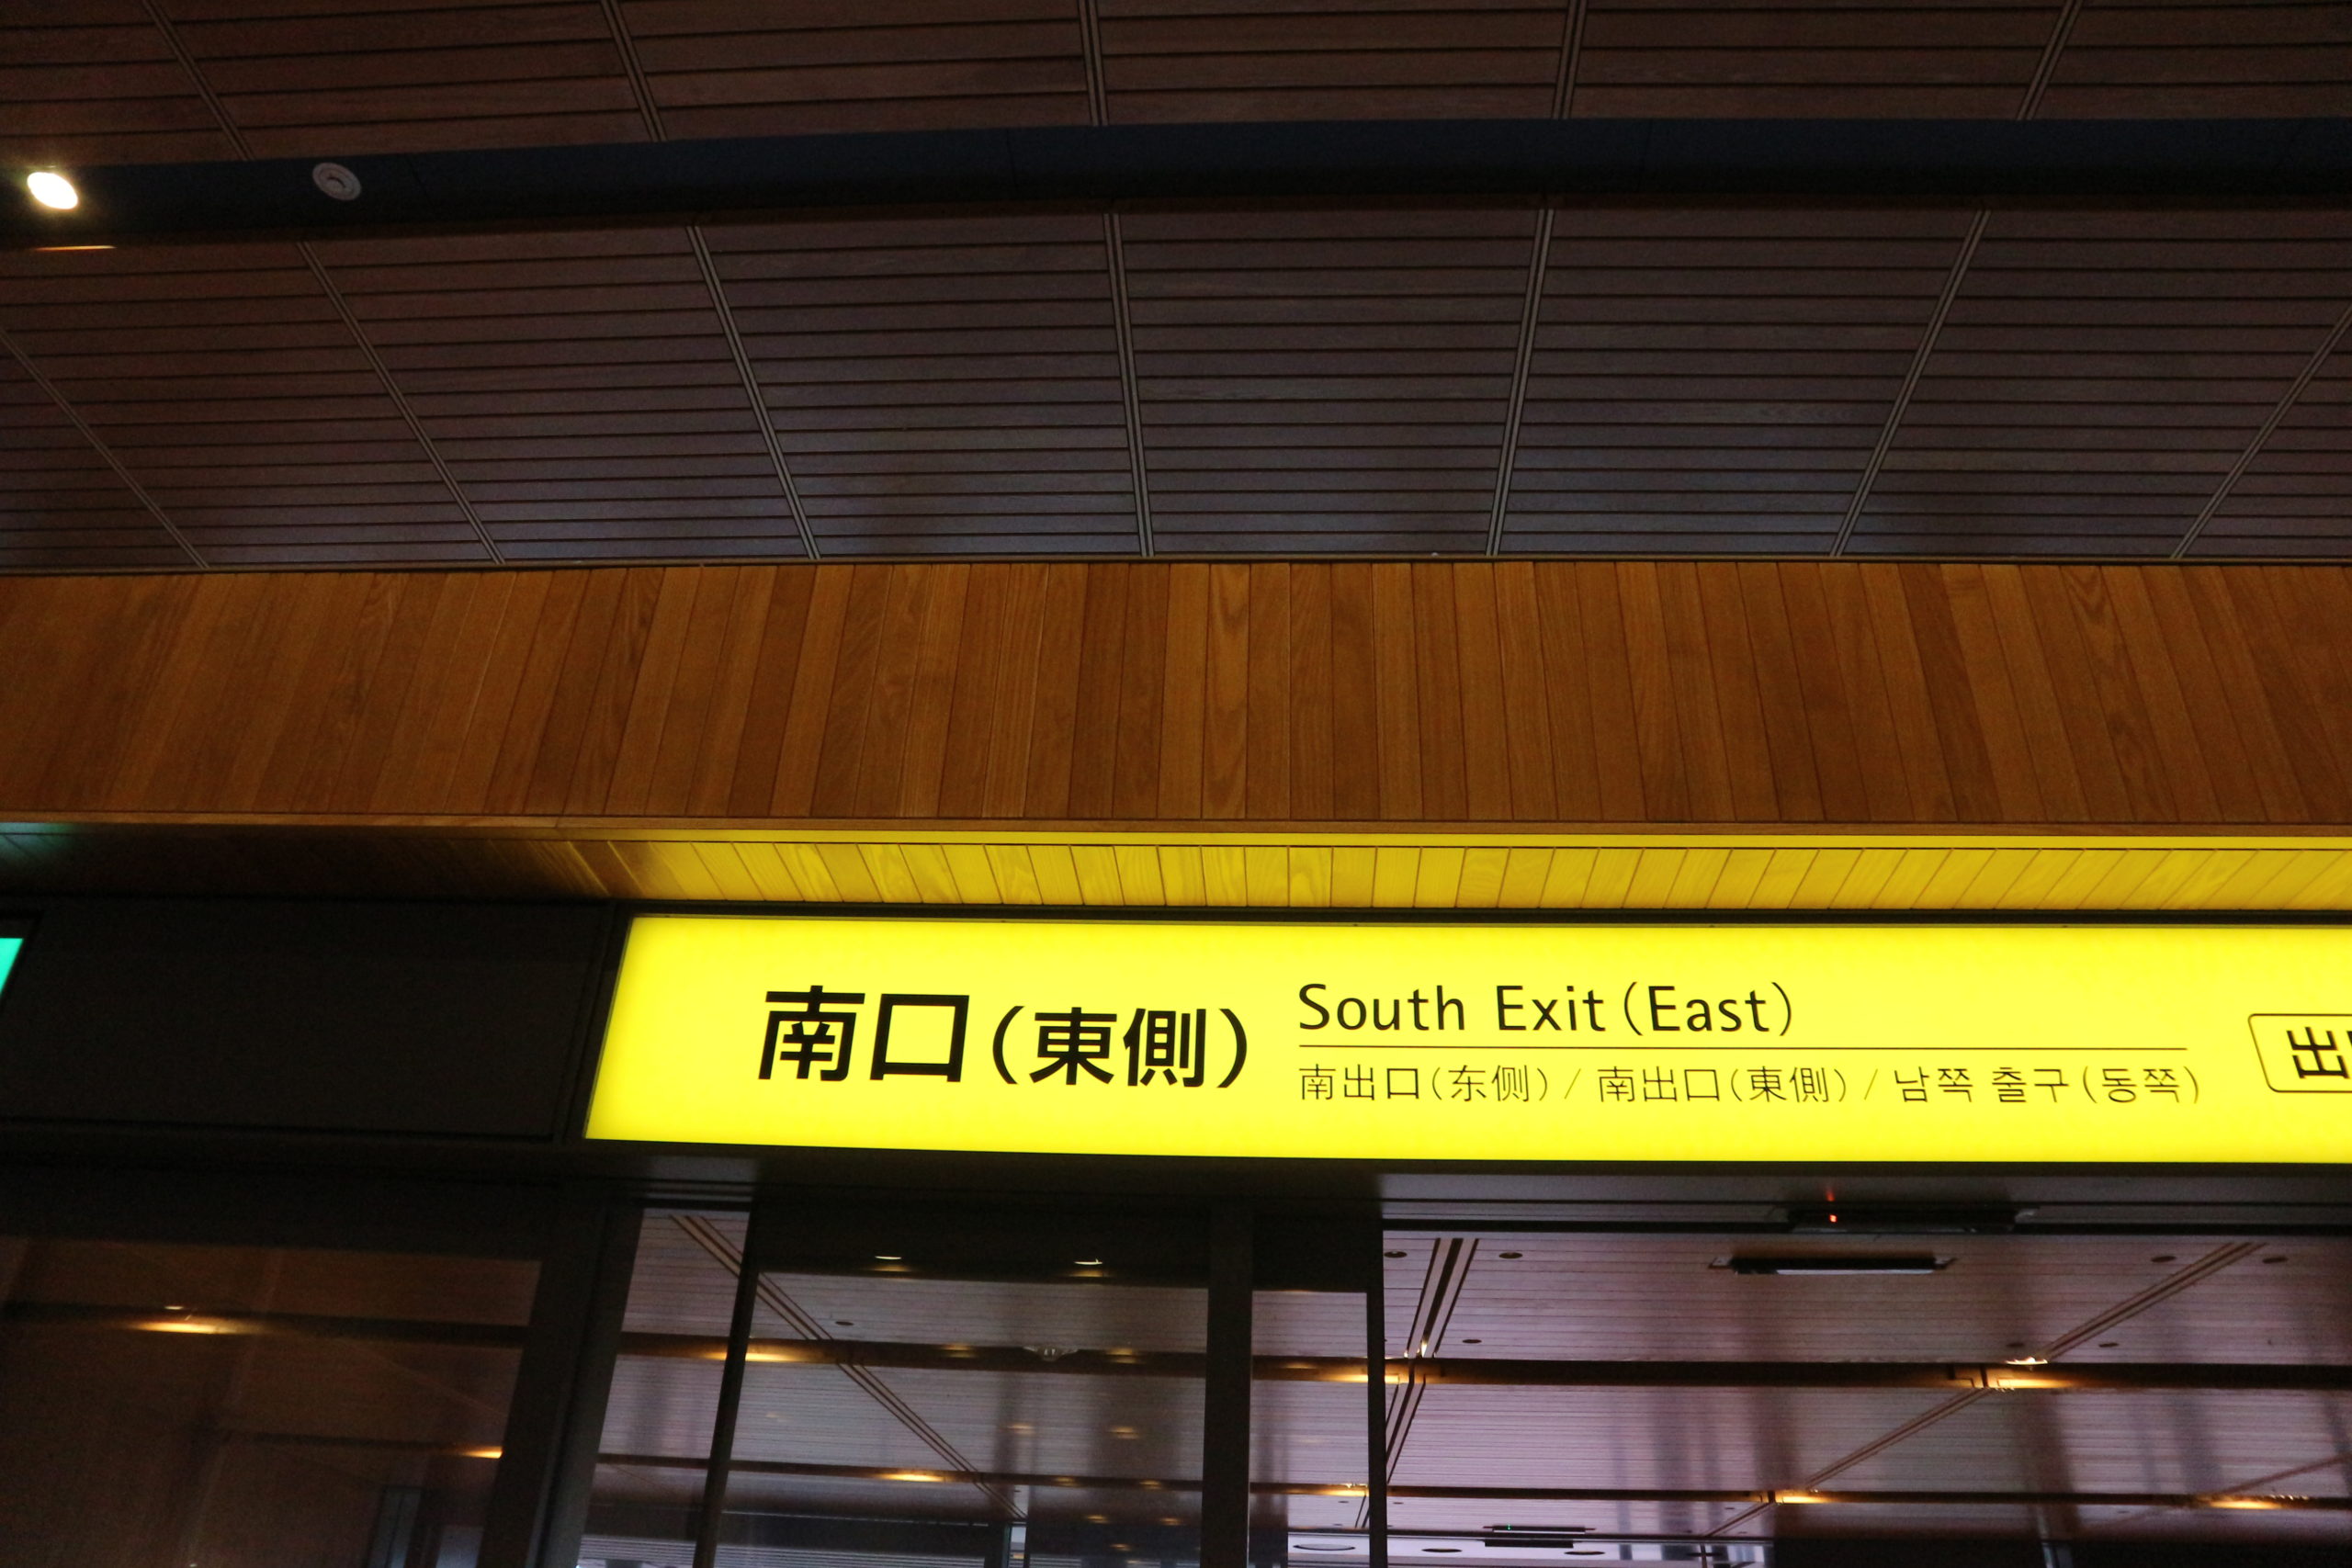 南口(東側)
South Exit (East)
南出口(东侧) / 南出口(東側) / 남쪽 출구(동쪽)
出